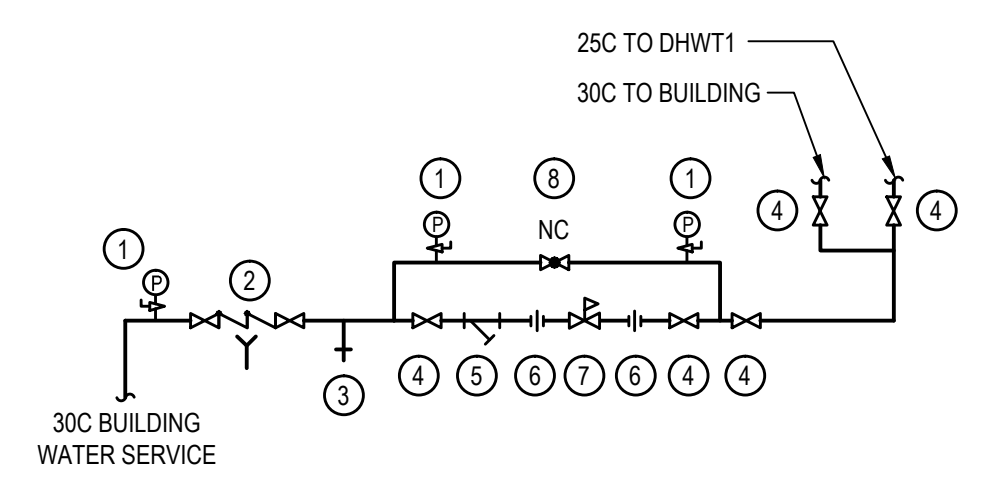 25C TO DHWT1
30C TO BUILDING
1
8
1
4
4
P
NC
P
1
2
P
3
4
5
6
7
6
4
4
30C BUILDING
WATER SERVICE